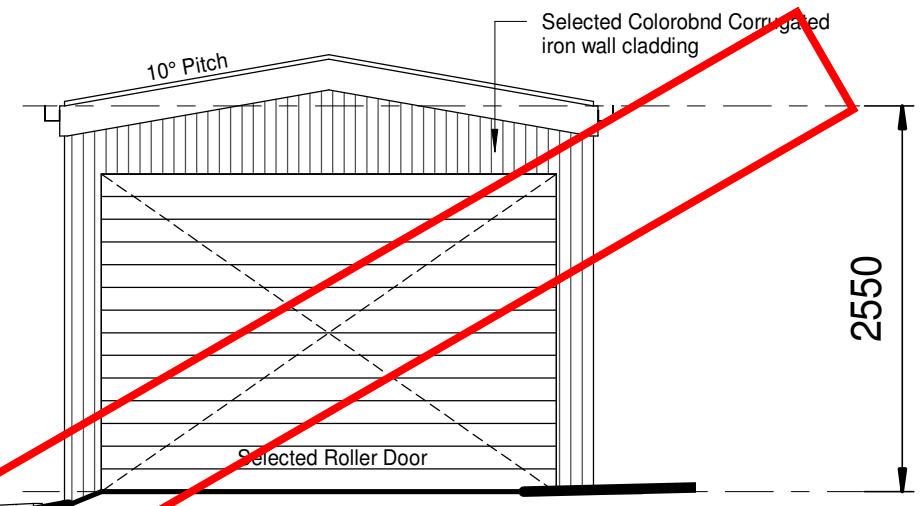 Selected Colorobnd Corrugated
iron wall cladding
10° Pitch
2550
Selected Roller Door